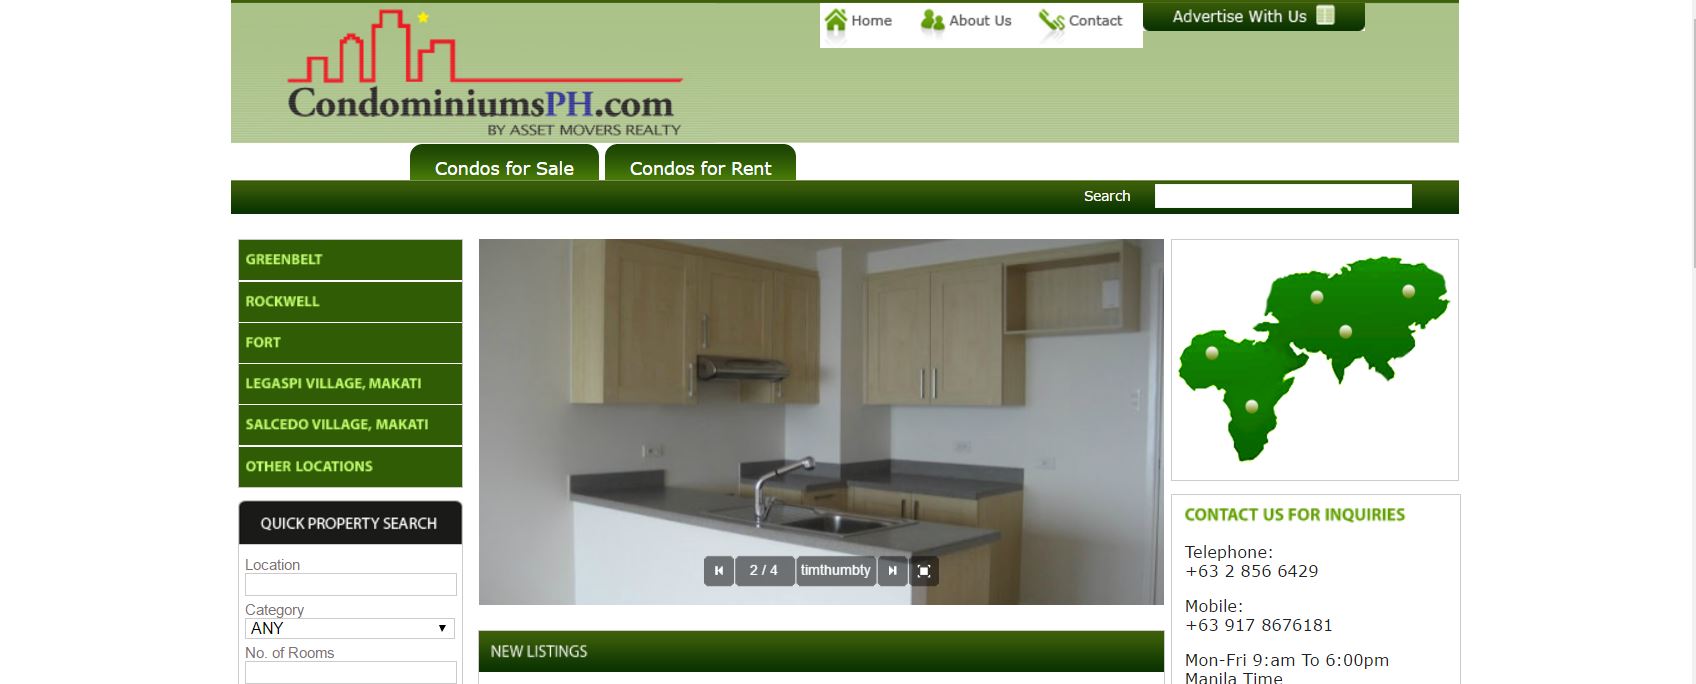 Home
About Us
Contact
Advertise With Us
CondominiumsPH.com
BY ASSET MOVERS REALTY
Condos for Sale
Condos for Rent
Search
GREENBELT
ROCKWELL
FORT
LEGASPI VILLAGE, MAKATI
SALCEDO VILLAGE, MAKATI
OTHER LOCATIONS
QUICK PROPERTY SEARCH
Location
Category
ANY
No. of Rooms
2 / 4
timthumbty
NEW LISTINGS
CONTACT US FOR INQUIRIES
Telephone:
+63 2 856 6429
Mobile:
+63 917 8676181
Mon-Fri 9:am To 6:00pm
Manila Time